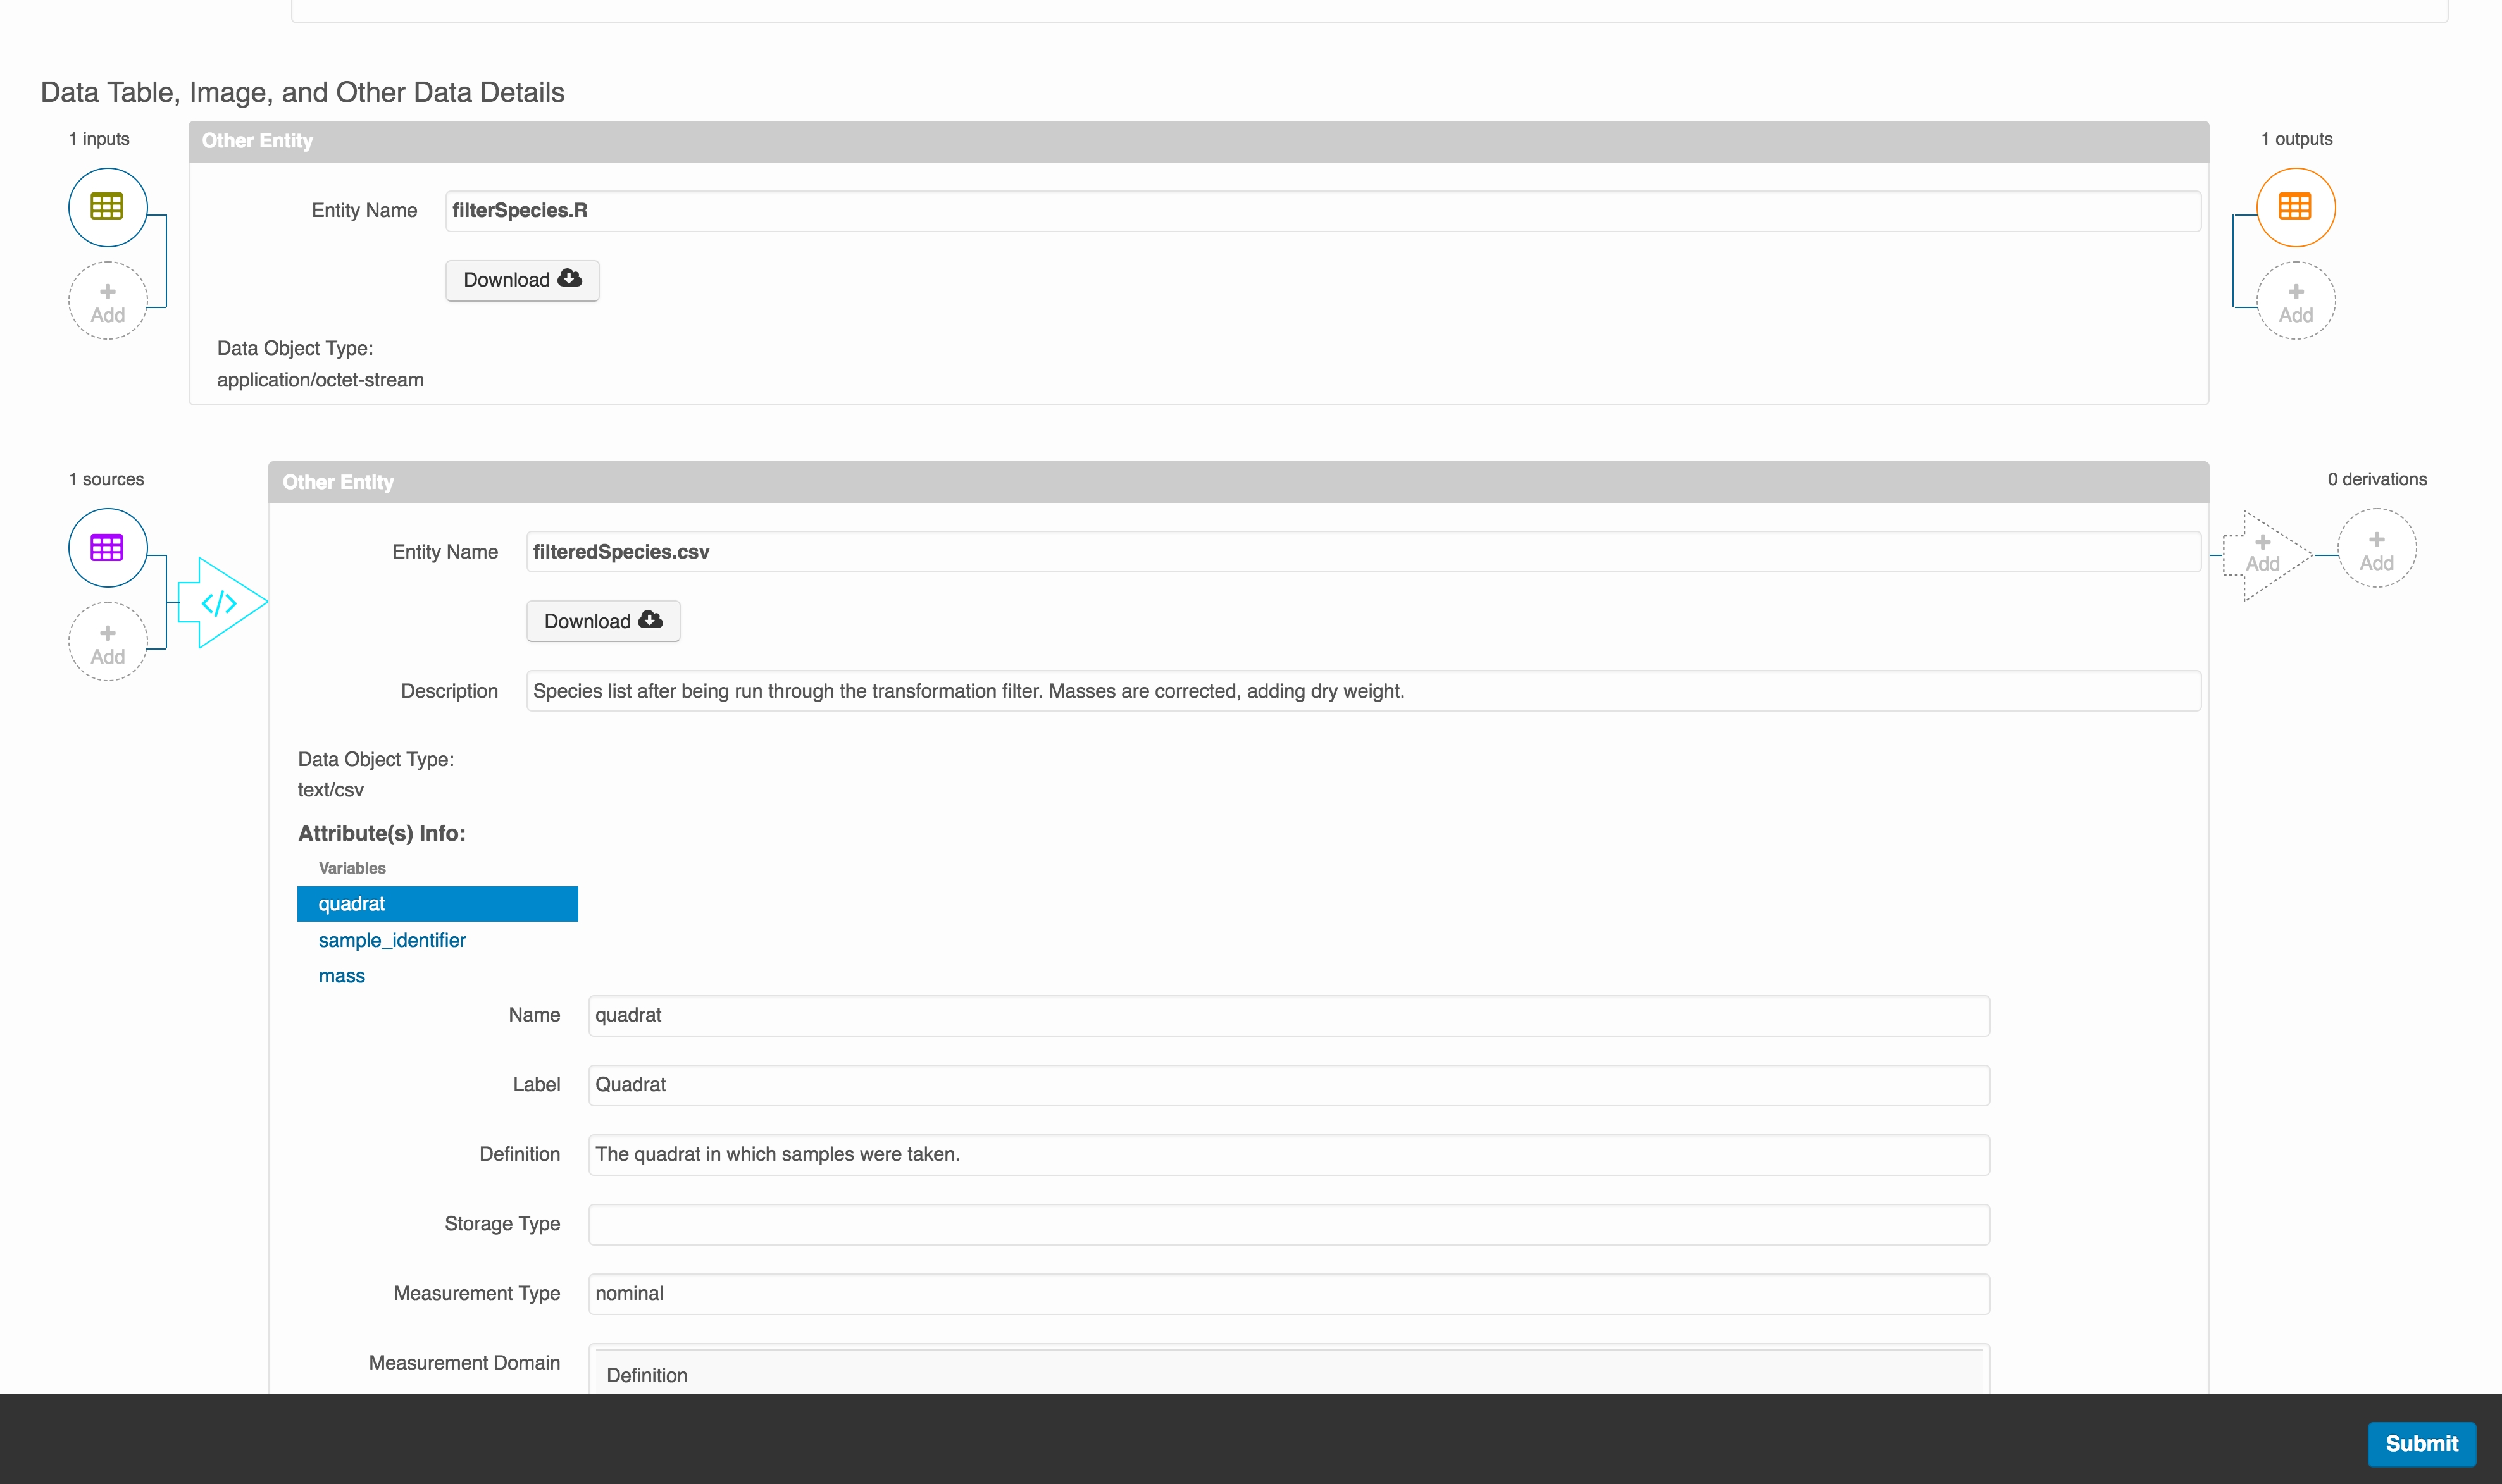 Data Table, Image, and Other Data Details
1 inputs
Other Entity
1 outputs
Entity Name
filterSpecies.R
Download
Add
Add
Data Object Type:
application/octet-stream
1 sources
Other Entity
0 derivations
Entity Name
filteredSpecies.csv
Add
Add
</>
Download
Add
Description
Species list after being run through the transformation filter. Masses are corrected, adding dry weight.
Data Object Type:
text/csv
Attribute(s) Info:
Variables
quadrat
sample_identifier
mass
Name
quadrat
Label
Quadrat
Definition
The quadrat in which samples were taken.
Storage Type
Measurement Type
nominal
Measurement Domain
Definition
Submit